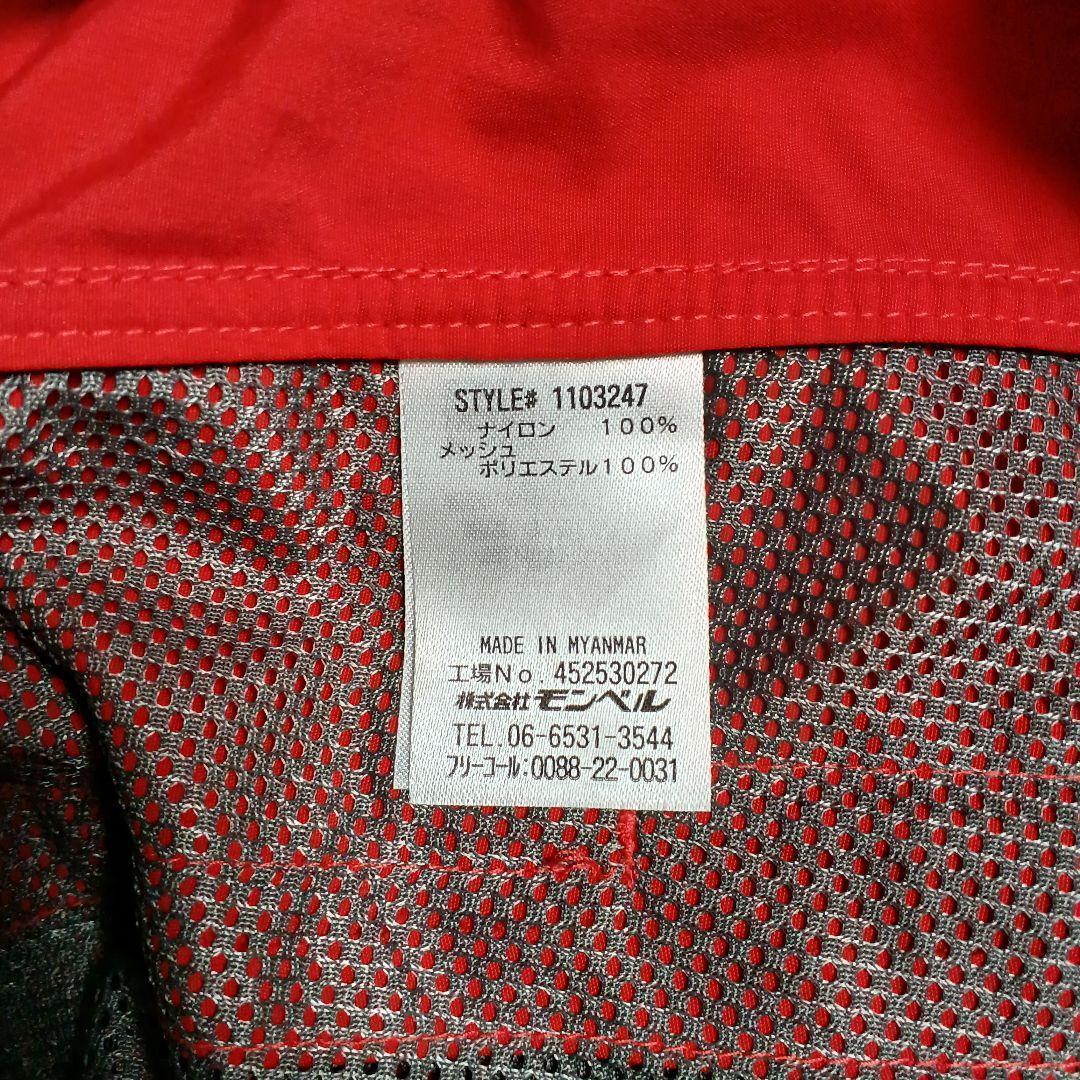 STYLE# 1103247
ナイロン 100%
メッシュ
ポリエステル100%
MADE IN MYANMAR
工場No. 452530272
株式会社 モンベル
TEL. 06-6531-3544
フリーコール:0088-22-0031